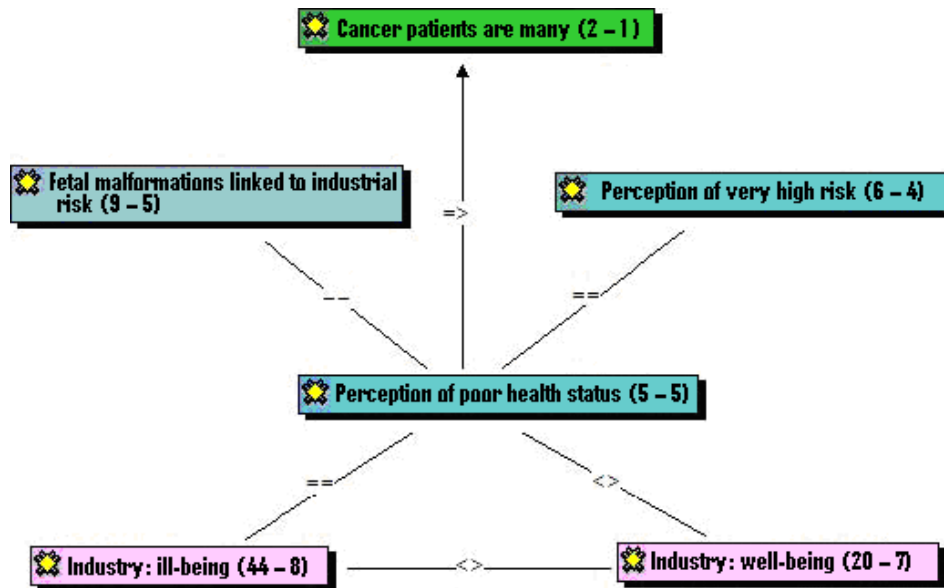 Cancer patients are many (2 – 1)
Fetal malformations linked to industrial
risk (9 – 5)
Perception of very high risk (6 – 4)
=>
--
==
Perception of poor health status (5 – 5)
==
<>
Industry: ill-being (44 – 8)
<>
Industry: well-being (20 – 7)